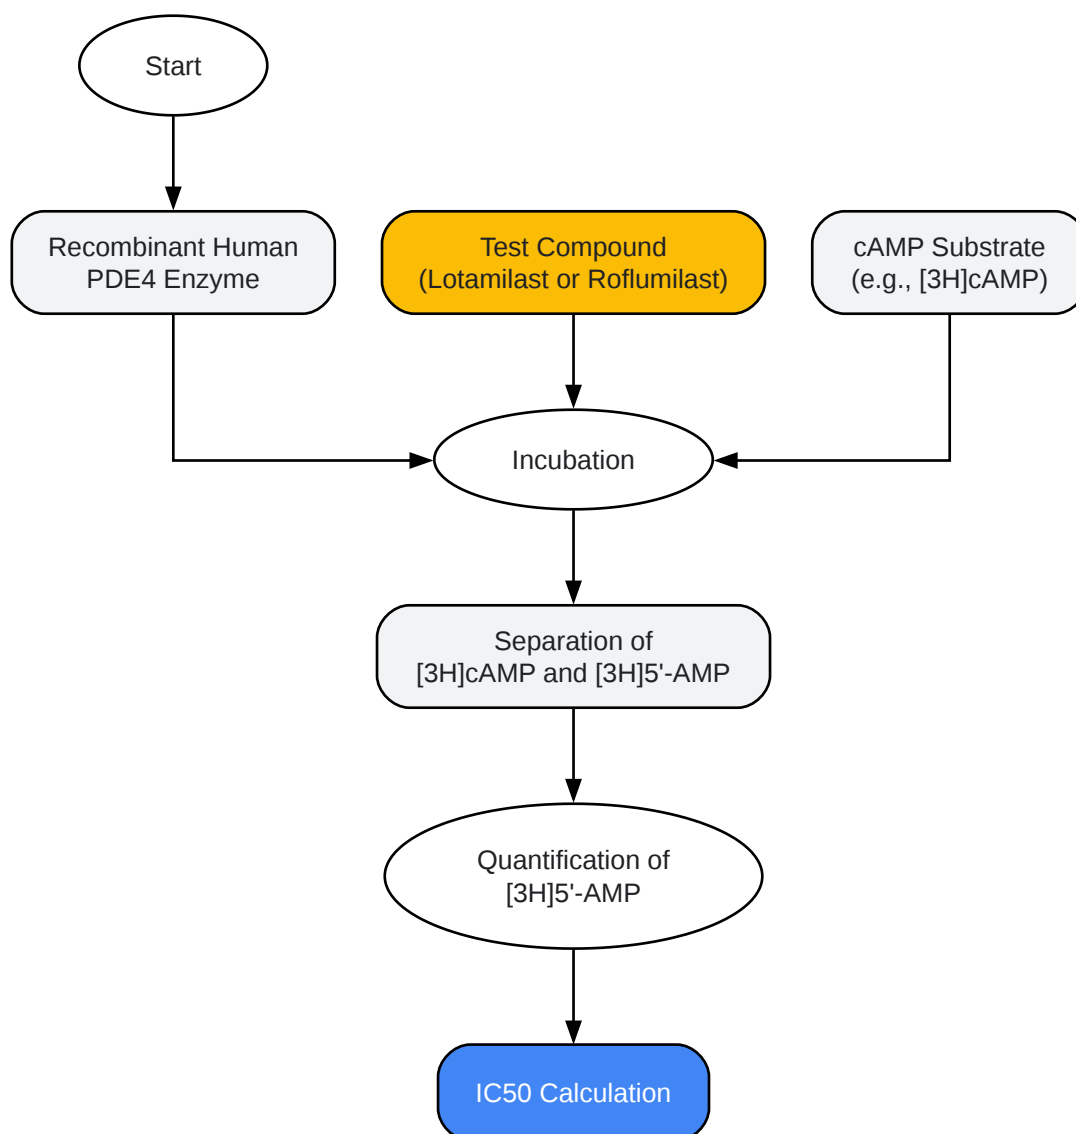 Start
Recombinant Human
PDE4 Enzyme
Test Compound
(Lotamilast or Roflumilast)
cAMP Substrate
(e.g., [3H]cAMP)
Incubation
Separation of
[3H]cAMP and [3H]5'-AMP
Quantification of
[3H]5'-AMP
IC50 Calculation